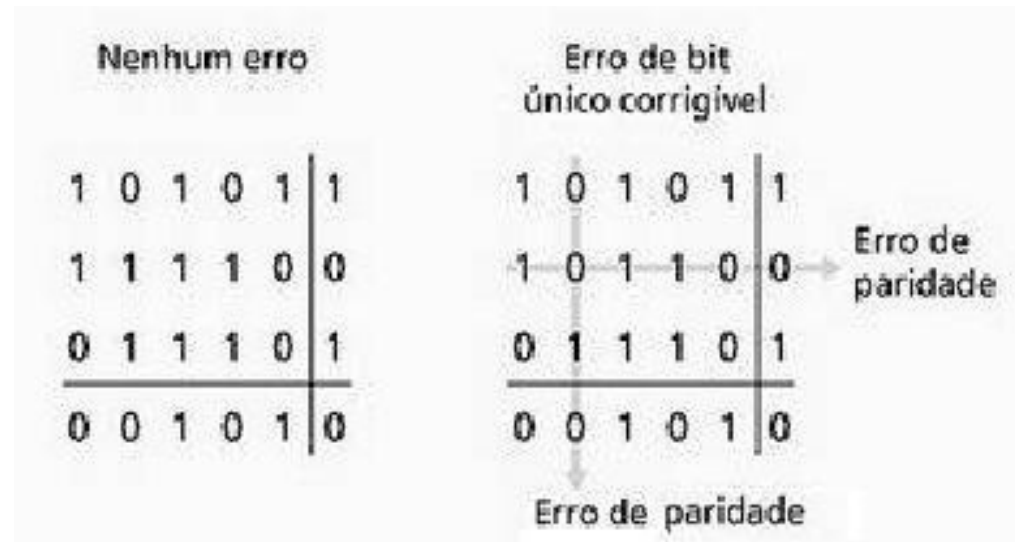 Nenhum erro
1 0 1 0 1 1
1 1 1 1 0 0
0 1 1 1 0 1
0 0 1 0 1 0
Erro de bit
único corrigível
1 0 1 0 1 1
1 0 1 1 0 0
0 1 1 1 0 1
0 0 1 0 1 0
Erro de
paridade
Erro de paridade